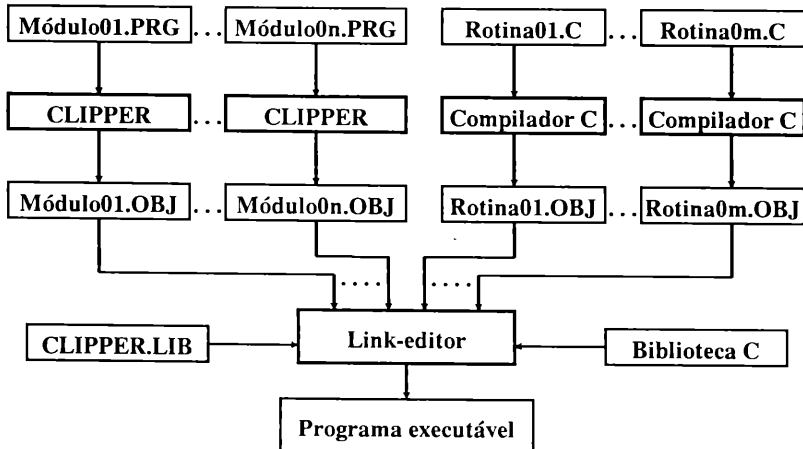 Módulo01.PRG ... Módulo0n.PRG Rotina01.C ... Rotina0m.C
CLIPPER ... CLIPPER Compilador C ... Compilador C
Módulo01.OBJ ... Módulo0n.OBJ Rotina01.OBJ ... Rotina0m.OBJ
.... ....
CLIPPER.LIB Link-editor Biblioteca C
Programa executável